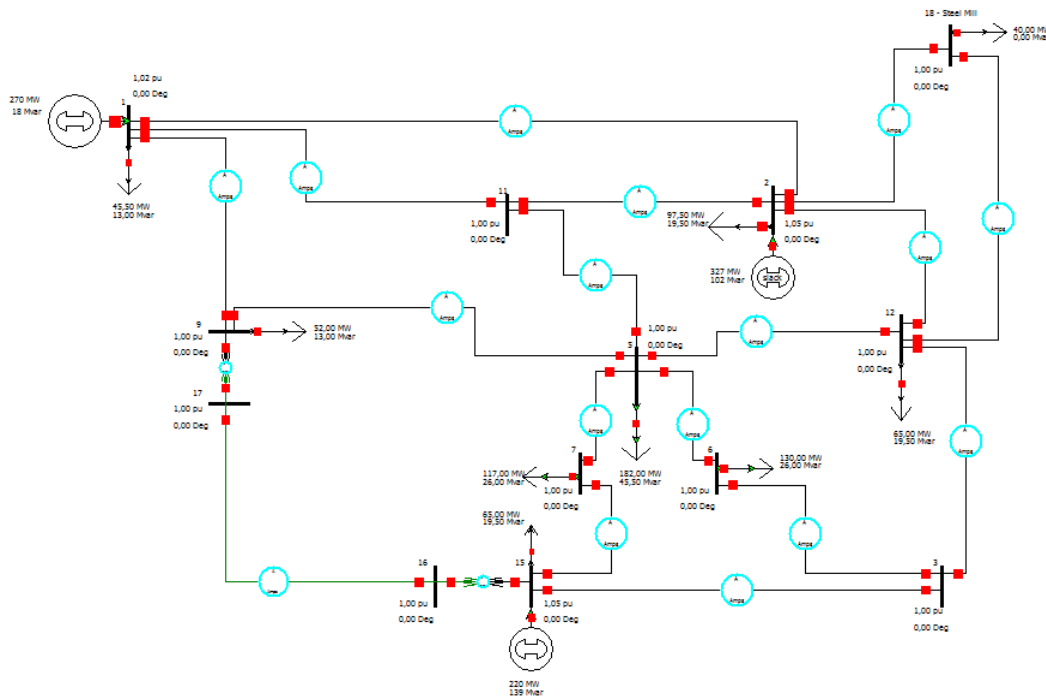 18 - Steel Mill
40,00 MW
0,00 Mvar
1,00 pu
0,00 Deg
1,02 pu
0,00 Deg
270 MW
18 Mvar
1
A
Amps
45,50 MW
13,00 Mvar
A
Amps
A
Amps
A
Amps
11
1,00 pu
0,00 Deg
A
Amps
2
97,50 MW
19,50 Mvar
1,05 pu
0,00 Deg
327 MW
102 Mvar
slack
A
Amps
A
Amps
A
Amps
A
Amps
9
1,00 pu
0,00 Deg
52,00 MW
13,00 Mvar
A
Amps
1,00 pu
0,00 Deg
5
A
Amps
12
1,00 pu
0,00 Deg
65,00 MW
19,50 Mvar
17
1,00 pu
0,00 Deg
A
Amps
A
Amps
182,00 MW
45,50 Mvar
A
Amps
7
117,00 MW
26,00 Mvar
1,00 pu
0,00 Deg
6
130,00 MW
26,00 Mvar
1,00 pu
0,00 Deg
65,00 MW
19,50 Mvar
A
Amps
A
Amps
16
1,00 pu
0,00 Deg
A
Amps
15
1,05 pu
0,00 Deg
A
Amps
3
1,00 pu
0,00 Deg
220 MW
139 Mvar